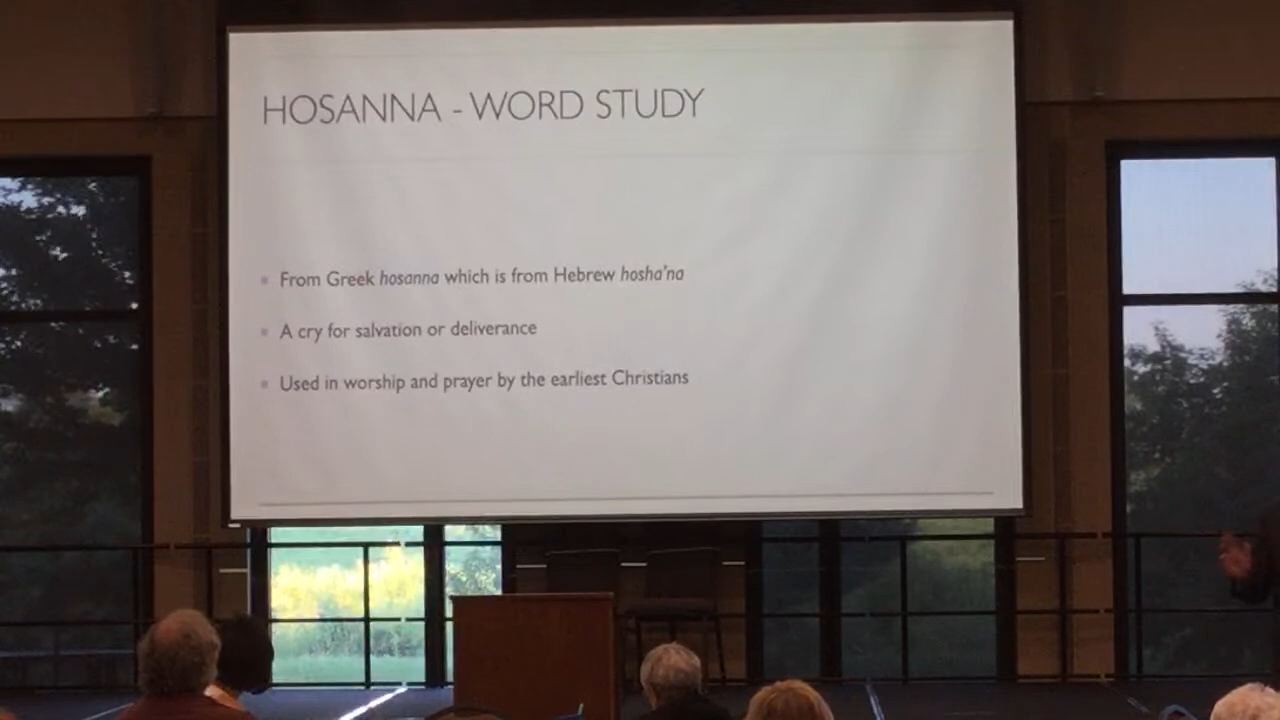 HOSANNA - WORD STUDY
From Greek hosanna which is from Hebrew hosha'na
A cry for salvation or deliverance
Used in worship and prayer by the earliest Christians